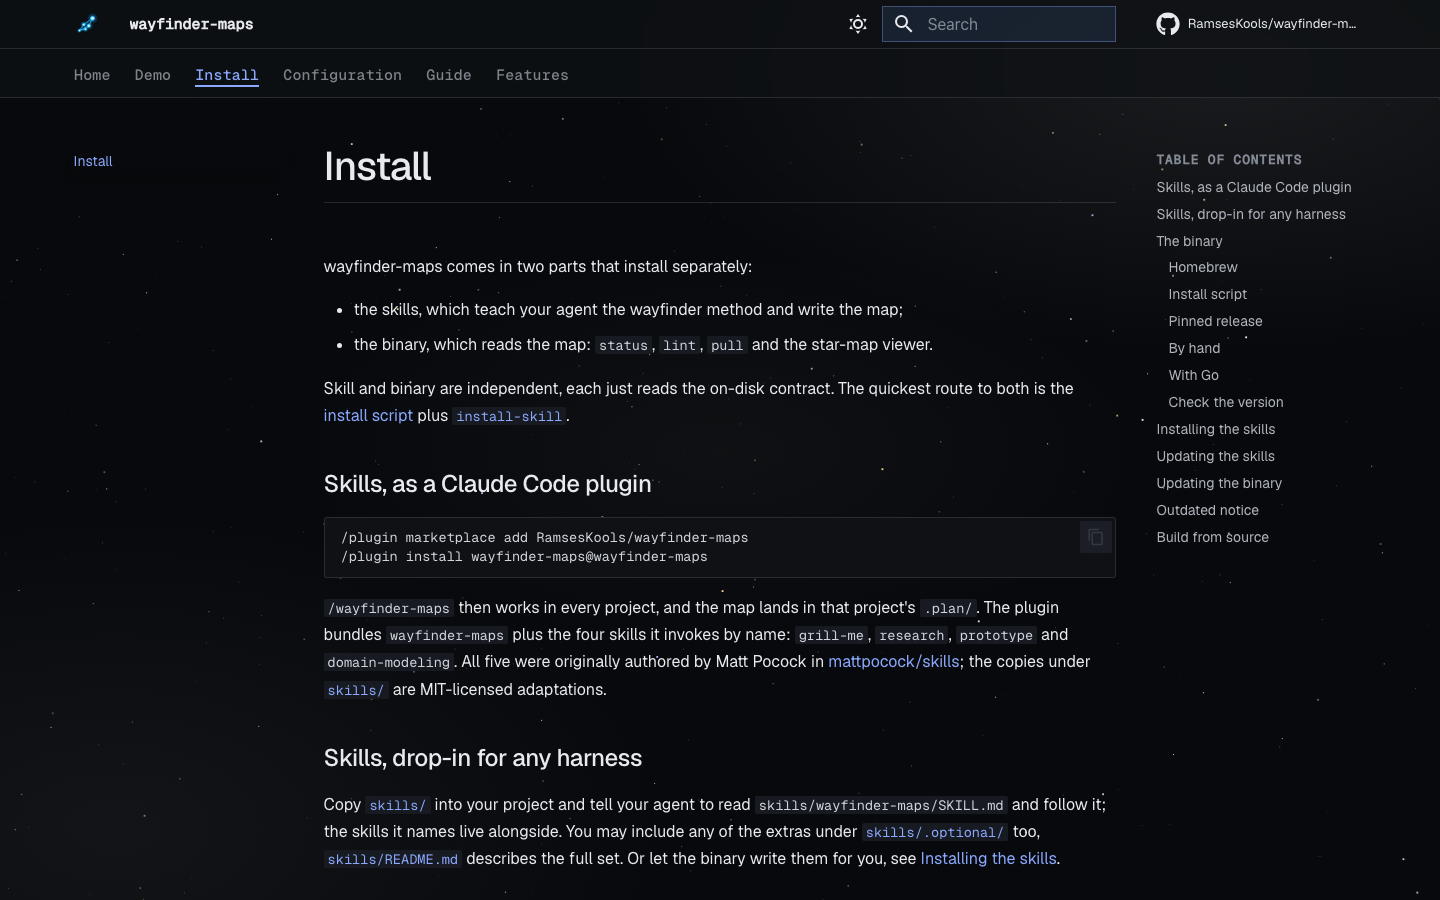 wayfinder-maps
Search
RamsesKools/wayfinder-m...
Home
Demo
Install
Configuration
Guide
Features
Install
Install
wayfinder-maps comes in two parts that install separately:
• the skills, which teach your agent the wayfinder method and write the map;
• the binary, which reads the map: status, lint, pull and the star-map viewer.
Skill and binary are independent, each just reads the on-disk contract. The quickest route to both is the
install script plus install-skill.
Skills, as a Claude Code plugin
/plugin marketplace add RamsesKools/wayfinder-maps
/plugin install wayfinder-maps@wayfinder-maps
/wayfinder-maps then works in every project, and the map lands in that project's .plan/. The plugin
bundles wayfinder-maps plus the four skills it invokes by name: grill-me, research, prototype and
domain-modeling. All five were originally authored by Matt Pocock in mattpocock/skills; the copies under
skills/ are MIT-licensed adaptations.
Skills, drop-in for any harness
Copy skills/ into your project and tell your agent to read skills/wayfinder-maps/SKILL.md and follow it;
the skills it names live alongside. You may include any of the extras under skills/.optional/ too,
skills/README.md describes the full set. Or let the binary write them for you, see Installing the skills.
TABLE OF CONTENTS
Skills, as a Claude Code plugin
Skills, drop-in for any harness
The binary
Homebrew
Install script
Pinned release
By hand
With Go
Check the version
Installing the skills
Updating the skills
Updating the binary
Outdated notice
Build from source